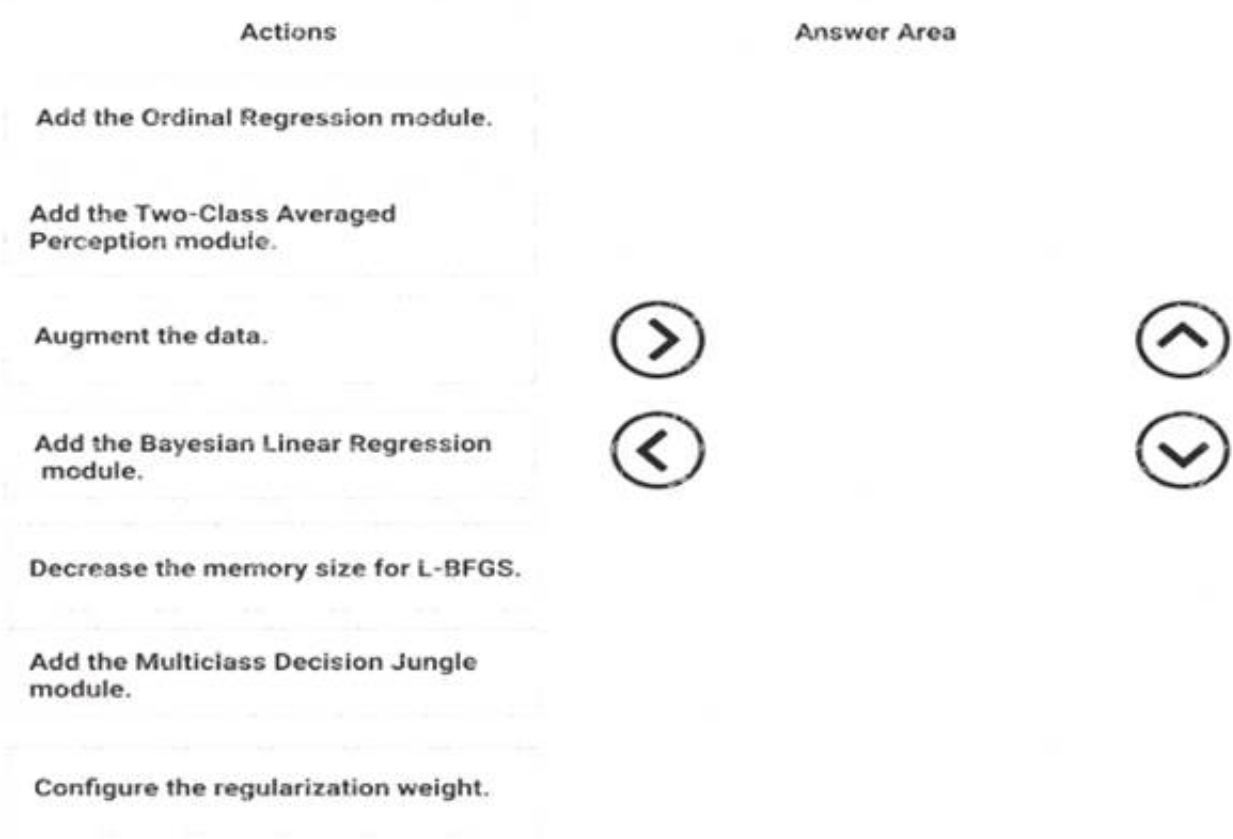 Actions
Answer Area
Add the Ordinal Regression module.
Add the Two-Class Averaged
Perception module.
Augment the data.
Add the Bayesian Linear Regression
module.
Decrease the memory size for L-BFGS.
Add the Multiclass Decision Jungle
module.
Configure the regularization weight.